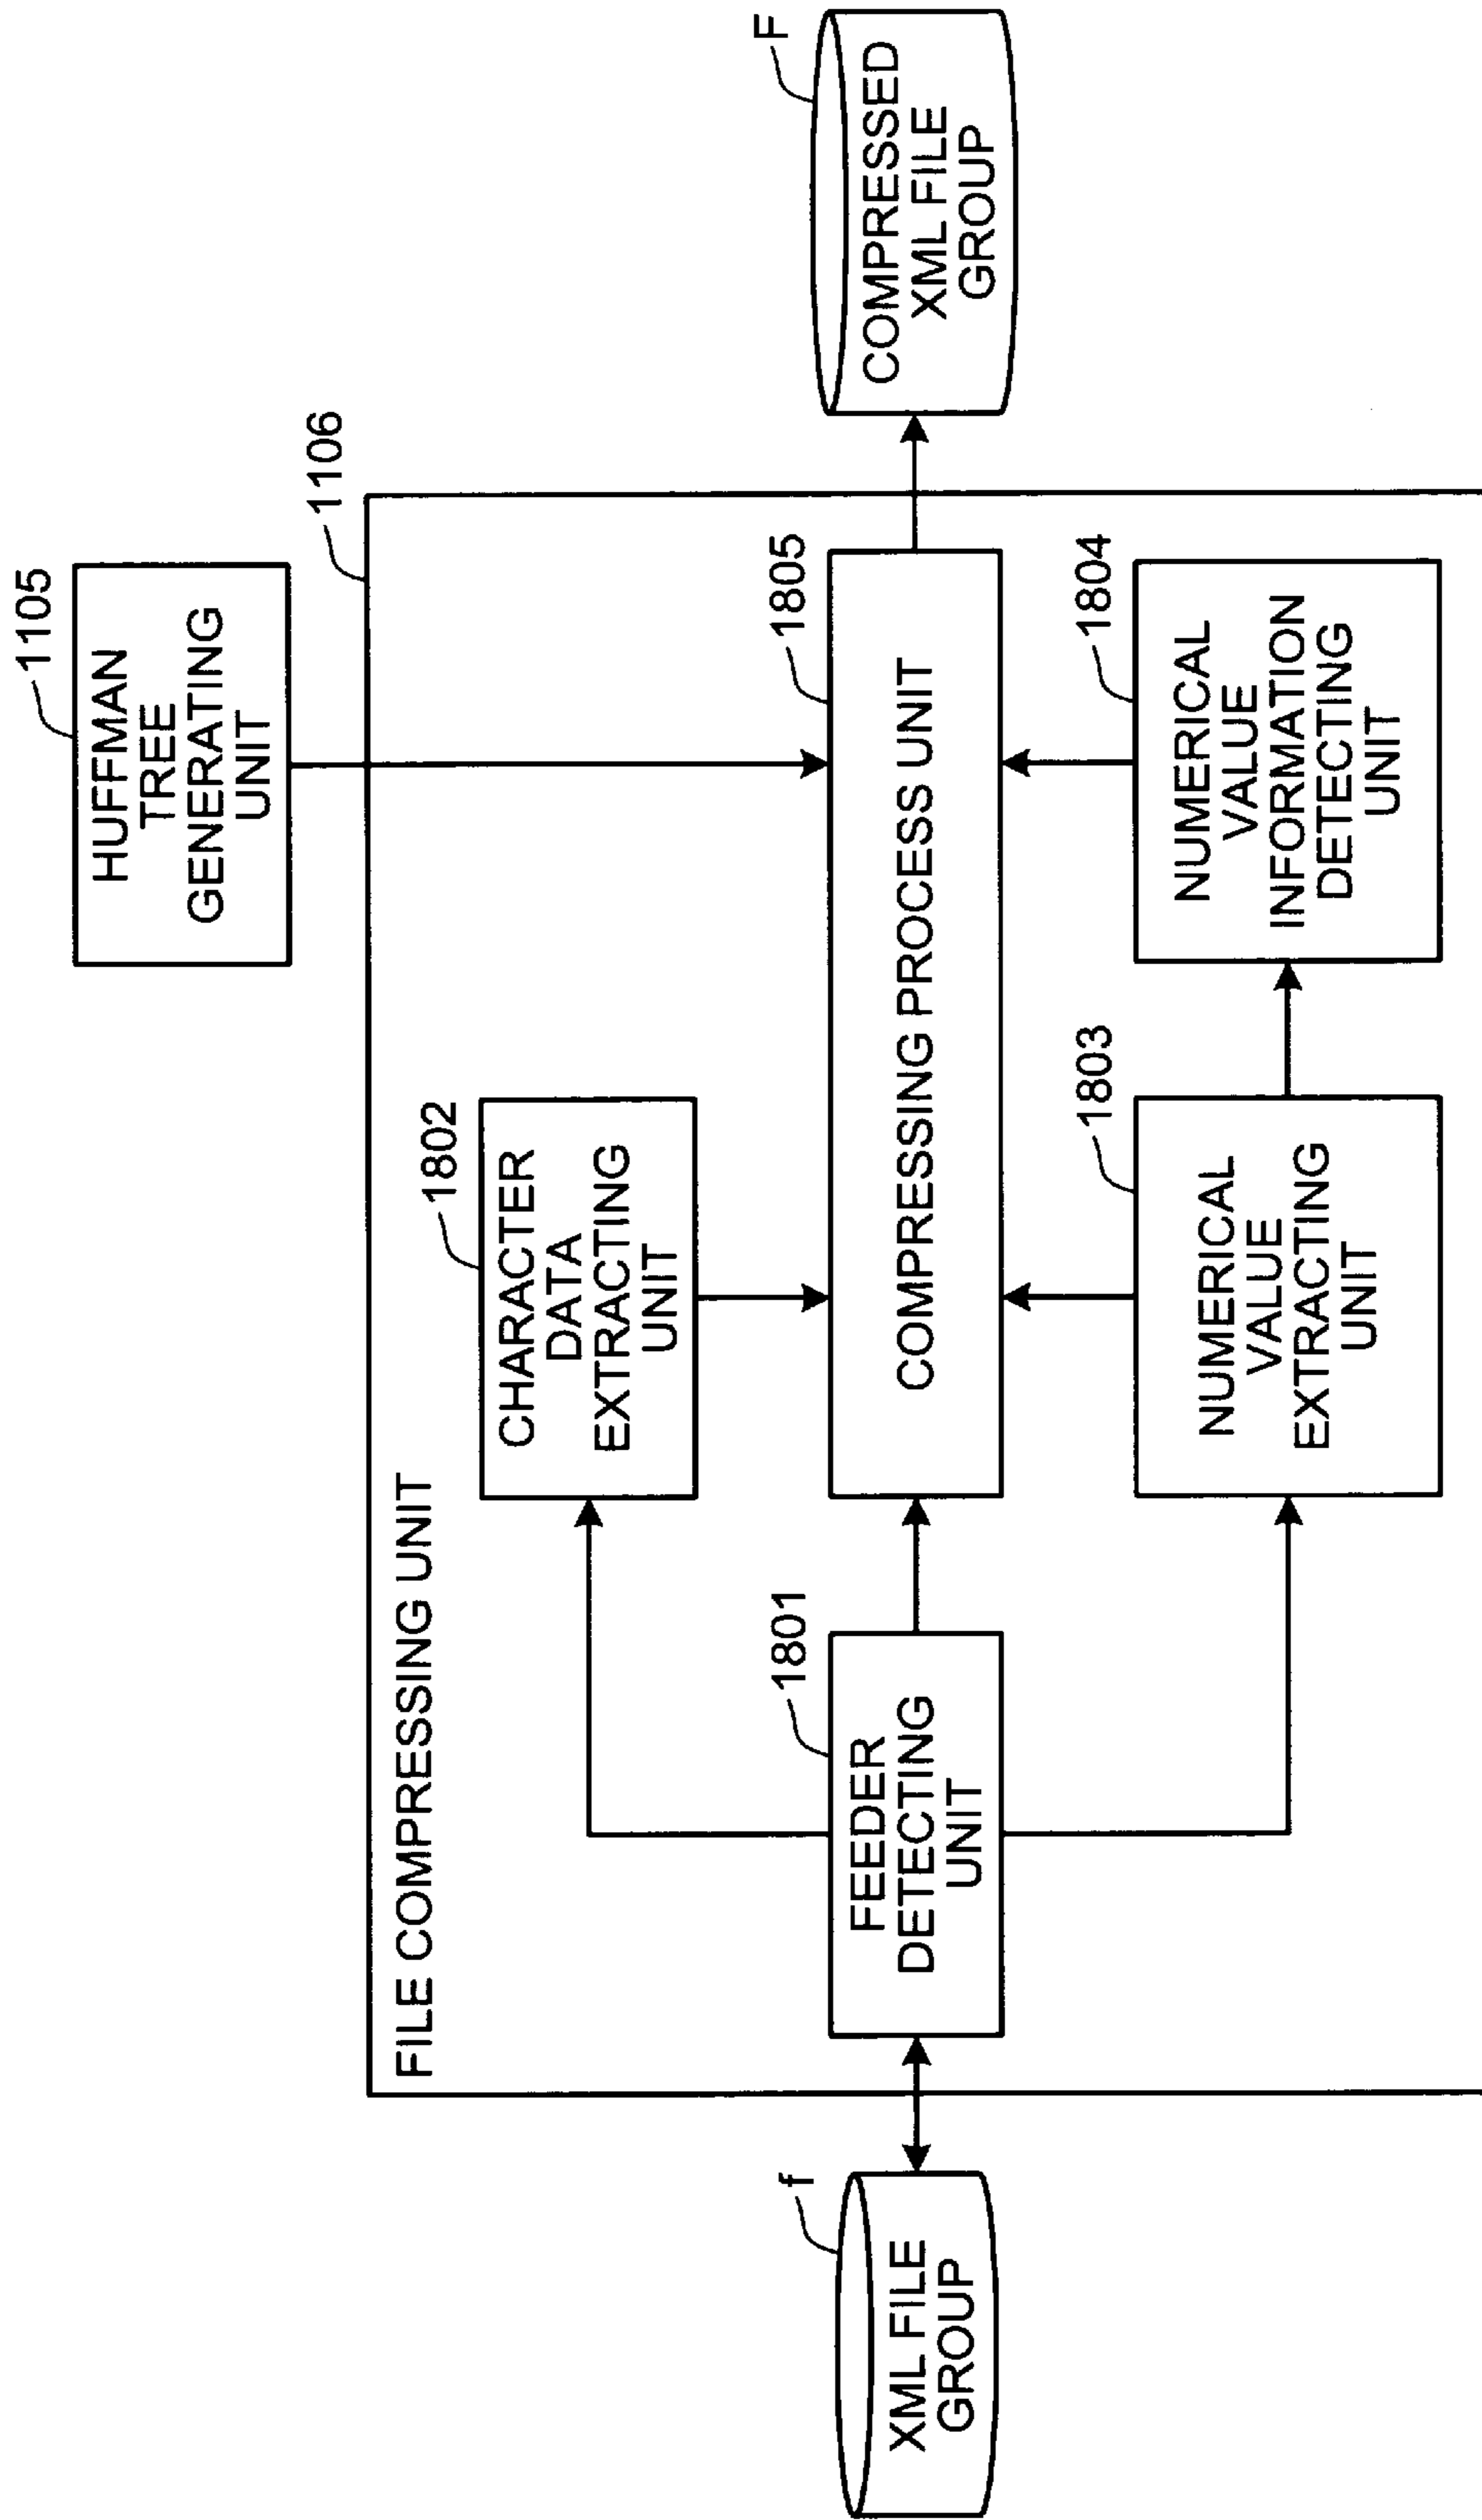 1105
HUFFMAN
TREE
GENERATING
UNIT
1106
FILE COMPRESSING UNIT
1802
CHARACTER
DATA
EXTRACTING
UNIT
f
XML FILE
GROUP
1801
FEEDER
DETECTING
UNIT
1805
COMPRESSING PROCESS UNIT
F
COMPRESSED
XML FILE
GROUP
1803
NUMERICAL
VALUE
EXTRACTING
UNIT
1804
NUMERICAL
VALUE
INFORMATION
DETECTING
UNIT